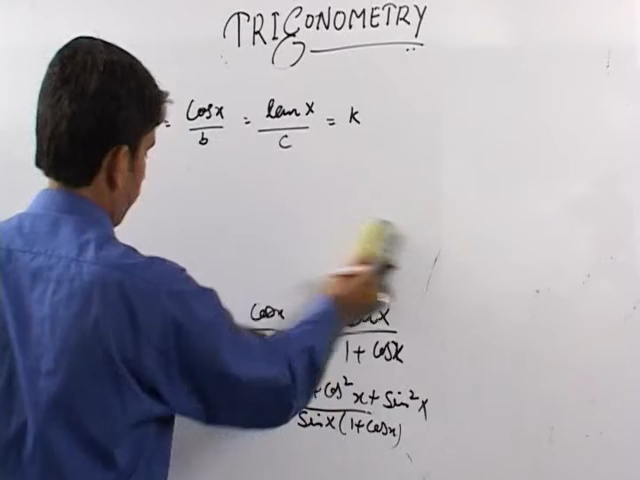 TRIGONOMETRY
= cosx/b = tanx/c = k
cosx
1 + cosx
+ cos²x + sin²x
sinx(1+cosx)